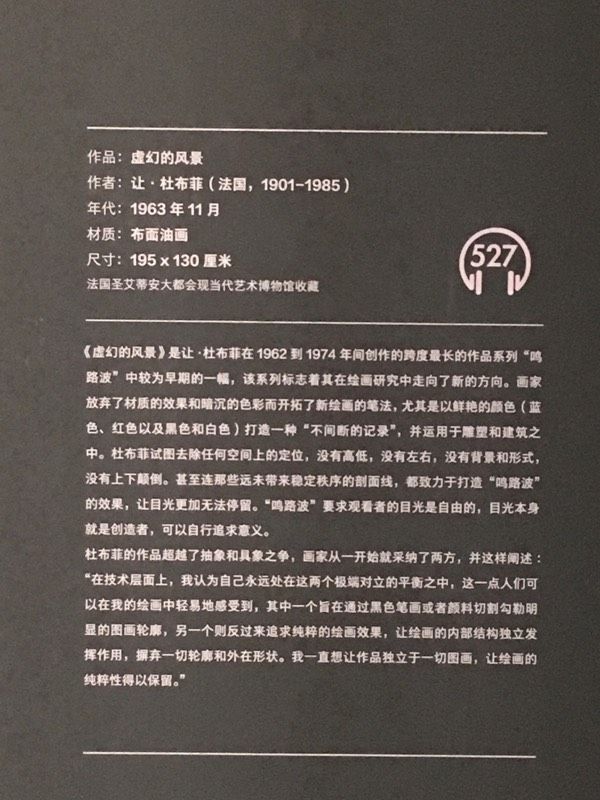 作品：虚幻的风景
作者：让·杜布菲（法国，1901-1985）
年代：1963 年 11 月
材质：布面油画
尺寸：195 x 130 厘米
法国圣艾蒂安大都会现当代艺术博物馆收藏
527
《虚幻的风景》是让·杜布菲在 1962 到 1974 年间创作的跨度最长的作品系列“鸣
路波”中较为早期的一幅，该系列标志着其在绘画研究中走向了新的方向。画家
放弃了材质的效果和暗沉的色彩而开拓了新绘画的笔法，尤其是以鲜艳的颜色（蓝
色、红色以及黑色和白色）打造一种“不间断的记录”，并运用于雕塑和建筑之
中。杜布菲试图去除任何空间上的定位，没有高低，没有左右，没有背景和形式，
没有上下颠倒。甚至连那些远未带来稳定秩序的剖面线，都致力于打造“鸣路波”
的效果，让目光更加无法停留。“鸣路波”要求观看者的目光是自由的，目光本身
就是创造者，可以自行追求意义。
杜布菲的作品超越了抽象和具象之争，画家从一开始就采纳了两方，并这样阐述：
“在技术层面上，我认为自己永远处在这两个极端对立的平衡之中，这一点人们可
以在我的绘画中轻易地感受到，其中一个旨在通过黑色笔画或者颜料切割勾勒明
显的图画轮廓，另一个则反过来追求纯粹的绘画效果，让绘画的内部结构独立发
挥作用，摒弃一切轮廓和外在形状。我一直想让作品独立于一切图画，让绘画的
纯粹性得以保留。”